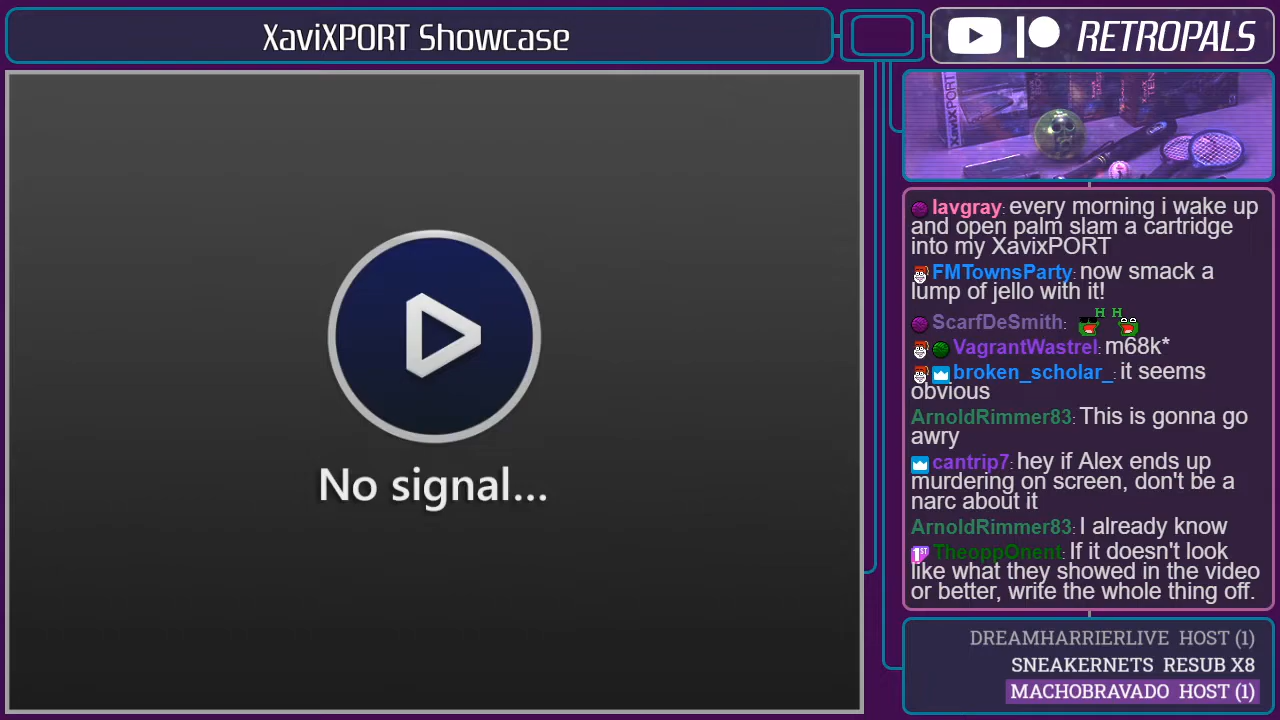 XaviXPORT Showcase
RETROPALS
No signal...
lavgray: every morning i wake up
and open palm slam a cartridge
into my XavixPORT
FMTownsParty: now smack a
lump of jello with it!
ScarfDeSmith: H H
VagrantWastrel: m68k*
broken_scholar_: it seems
obvious
ArnoldRimmer83: This is gonna go
awry
cantrip7: hey if Alex ends up
murdering on screen, don't be a
narc about it
ArnoldRimmer83: I already know
1ST TheoppOnent: If it doesn't look
like what they showed in the video
or better, write the whole thing off.
DREAMHARRIERLIVE HOST (1)
SNEAKERNETS RESUB X8
MACHOBRAVADO HOST (1)